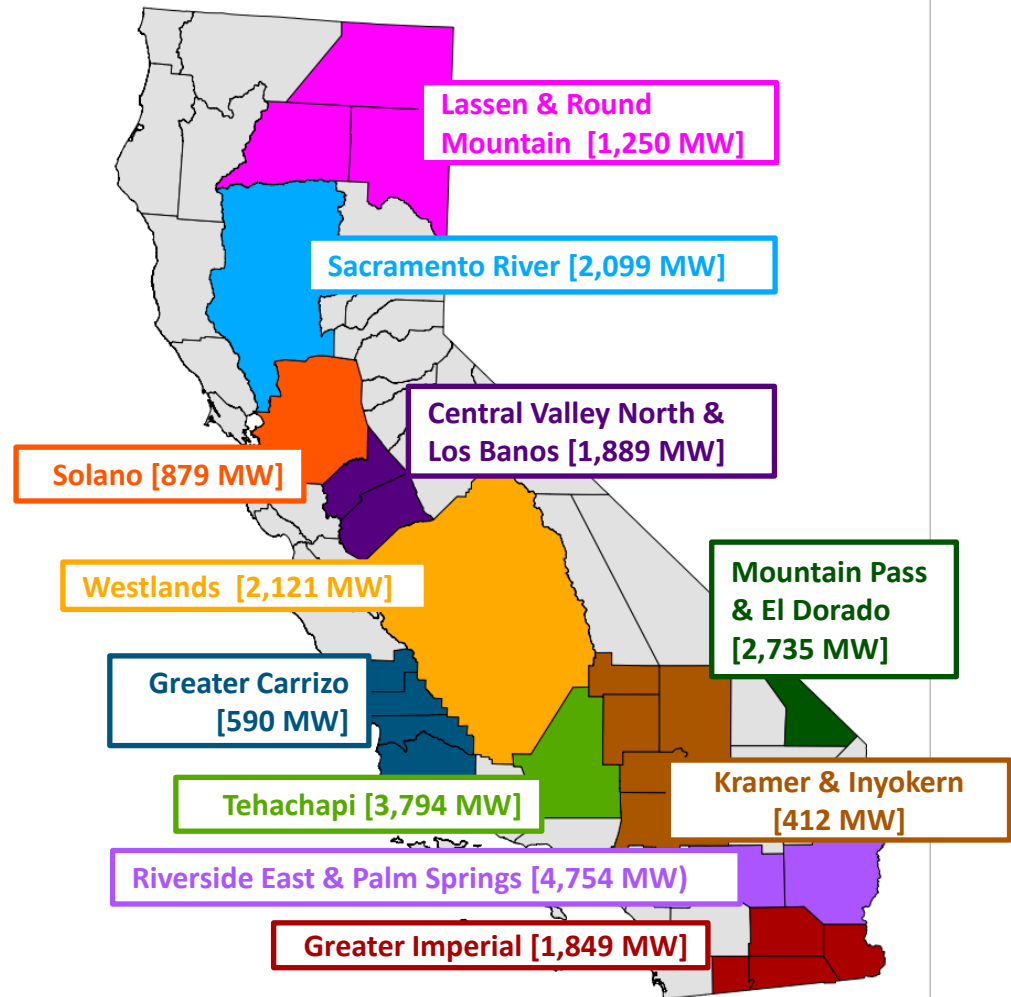 Lassen & Round
Mountain [1,250 MW]
Sacramento River [2,099 MW]
Central Valley North &
Los Banos [1,889 MW]
Solano [879 MW]
Westlands [2,121 MW]
Mountain Pass
& El Dorado
[2,735 MW]
Greater Carrizo
[590 MW]
Tehachapi [3,794 MW]
Kramer & Inyokern
[412 MW]
Riverside East & Palm Springs [4,754 MW)
Greater Imperial [1,849 MW]